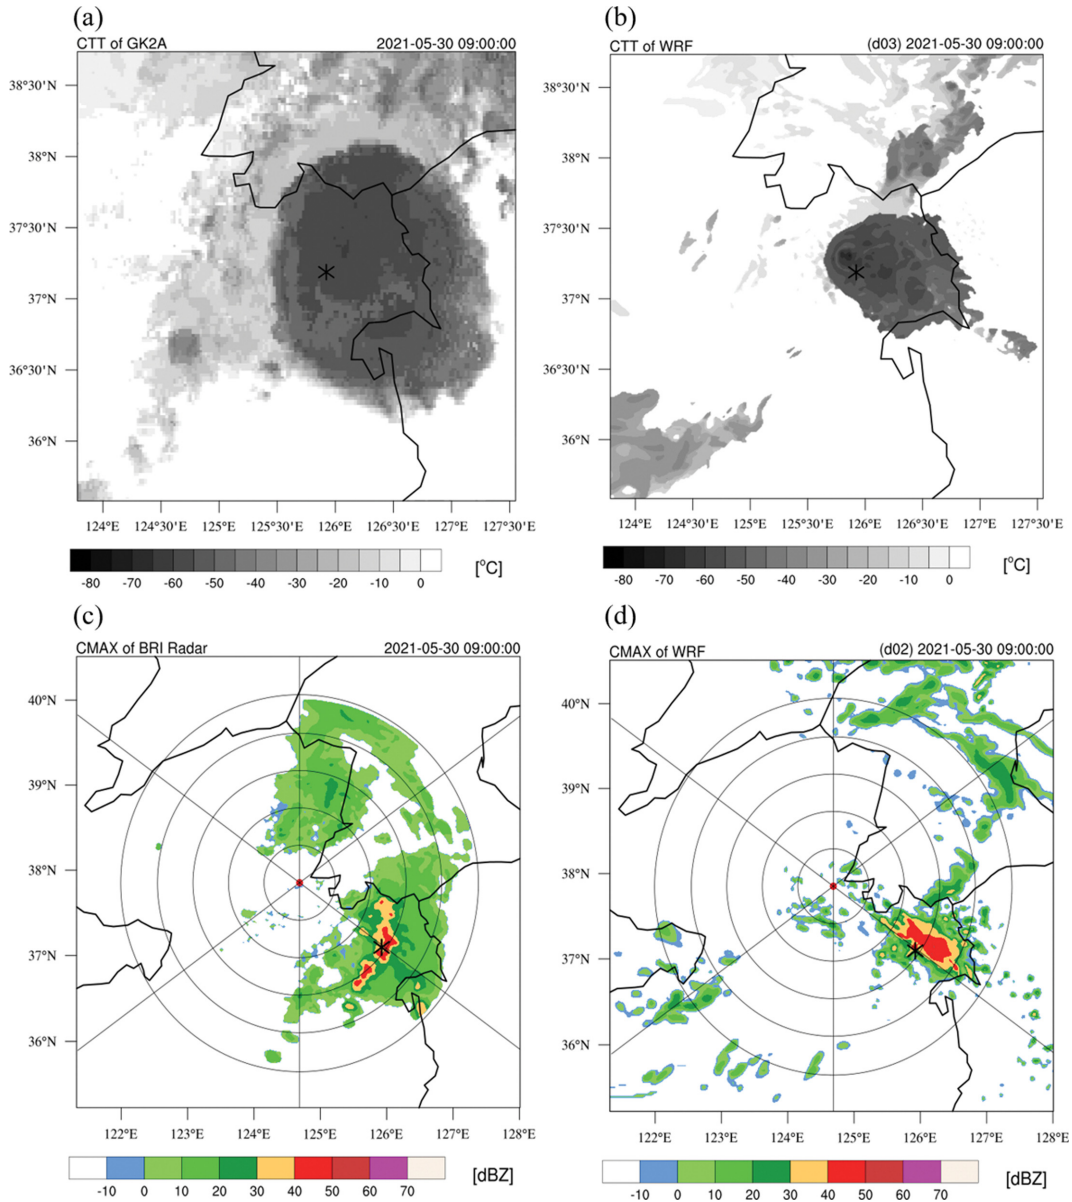 (a)
CTT of GK2A 2021-05-30 09:00:00
38°30'N
38°N
37°30'N
37°N
36°30'N
36°N
124°E 124°30'E 125°E 125°30'E 126°E 126°30'E 127°E 127°30'E
-80 -70 -60 -50 -40 -30 -20 -10 0 [°C]
(b)
CTT of WRF (d03) 2021-05-30 09:00:00
38°30'N
38°N
37°30'N
37°N
36°30'N
36°N
124°E 124°30'E 125°E 125°30'E 126°E 126°30'E 127°E 127°30'E
-80 -70 -60 -50 -40 -30 -20 -10 0 [°C]
(c)
CMAX of BRI Radar 2021-05-30 09:00:00
40°N
39°N
38°N
37°N
36°N
122°E 123°E 124°E 125°E 126°E 127°E 128°E
-10 0 10 20 30 40 50 60 70 [dBZ]
(d)
CMAX of WRF (d02) 2021-05-30 09:00:00
40°N
39°N
38°N
37°N
36°N
122°E 123°E 124°E 125°E 126°E 127°E 128°E
-10 0 10 20 30 40 50 60 70 [dBZ]